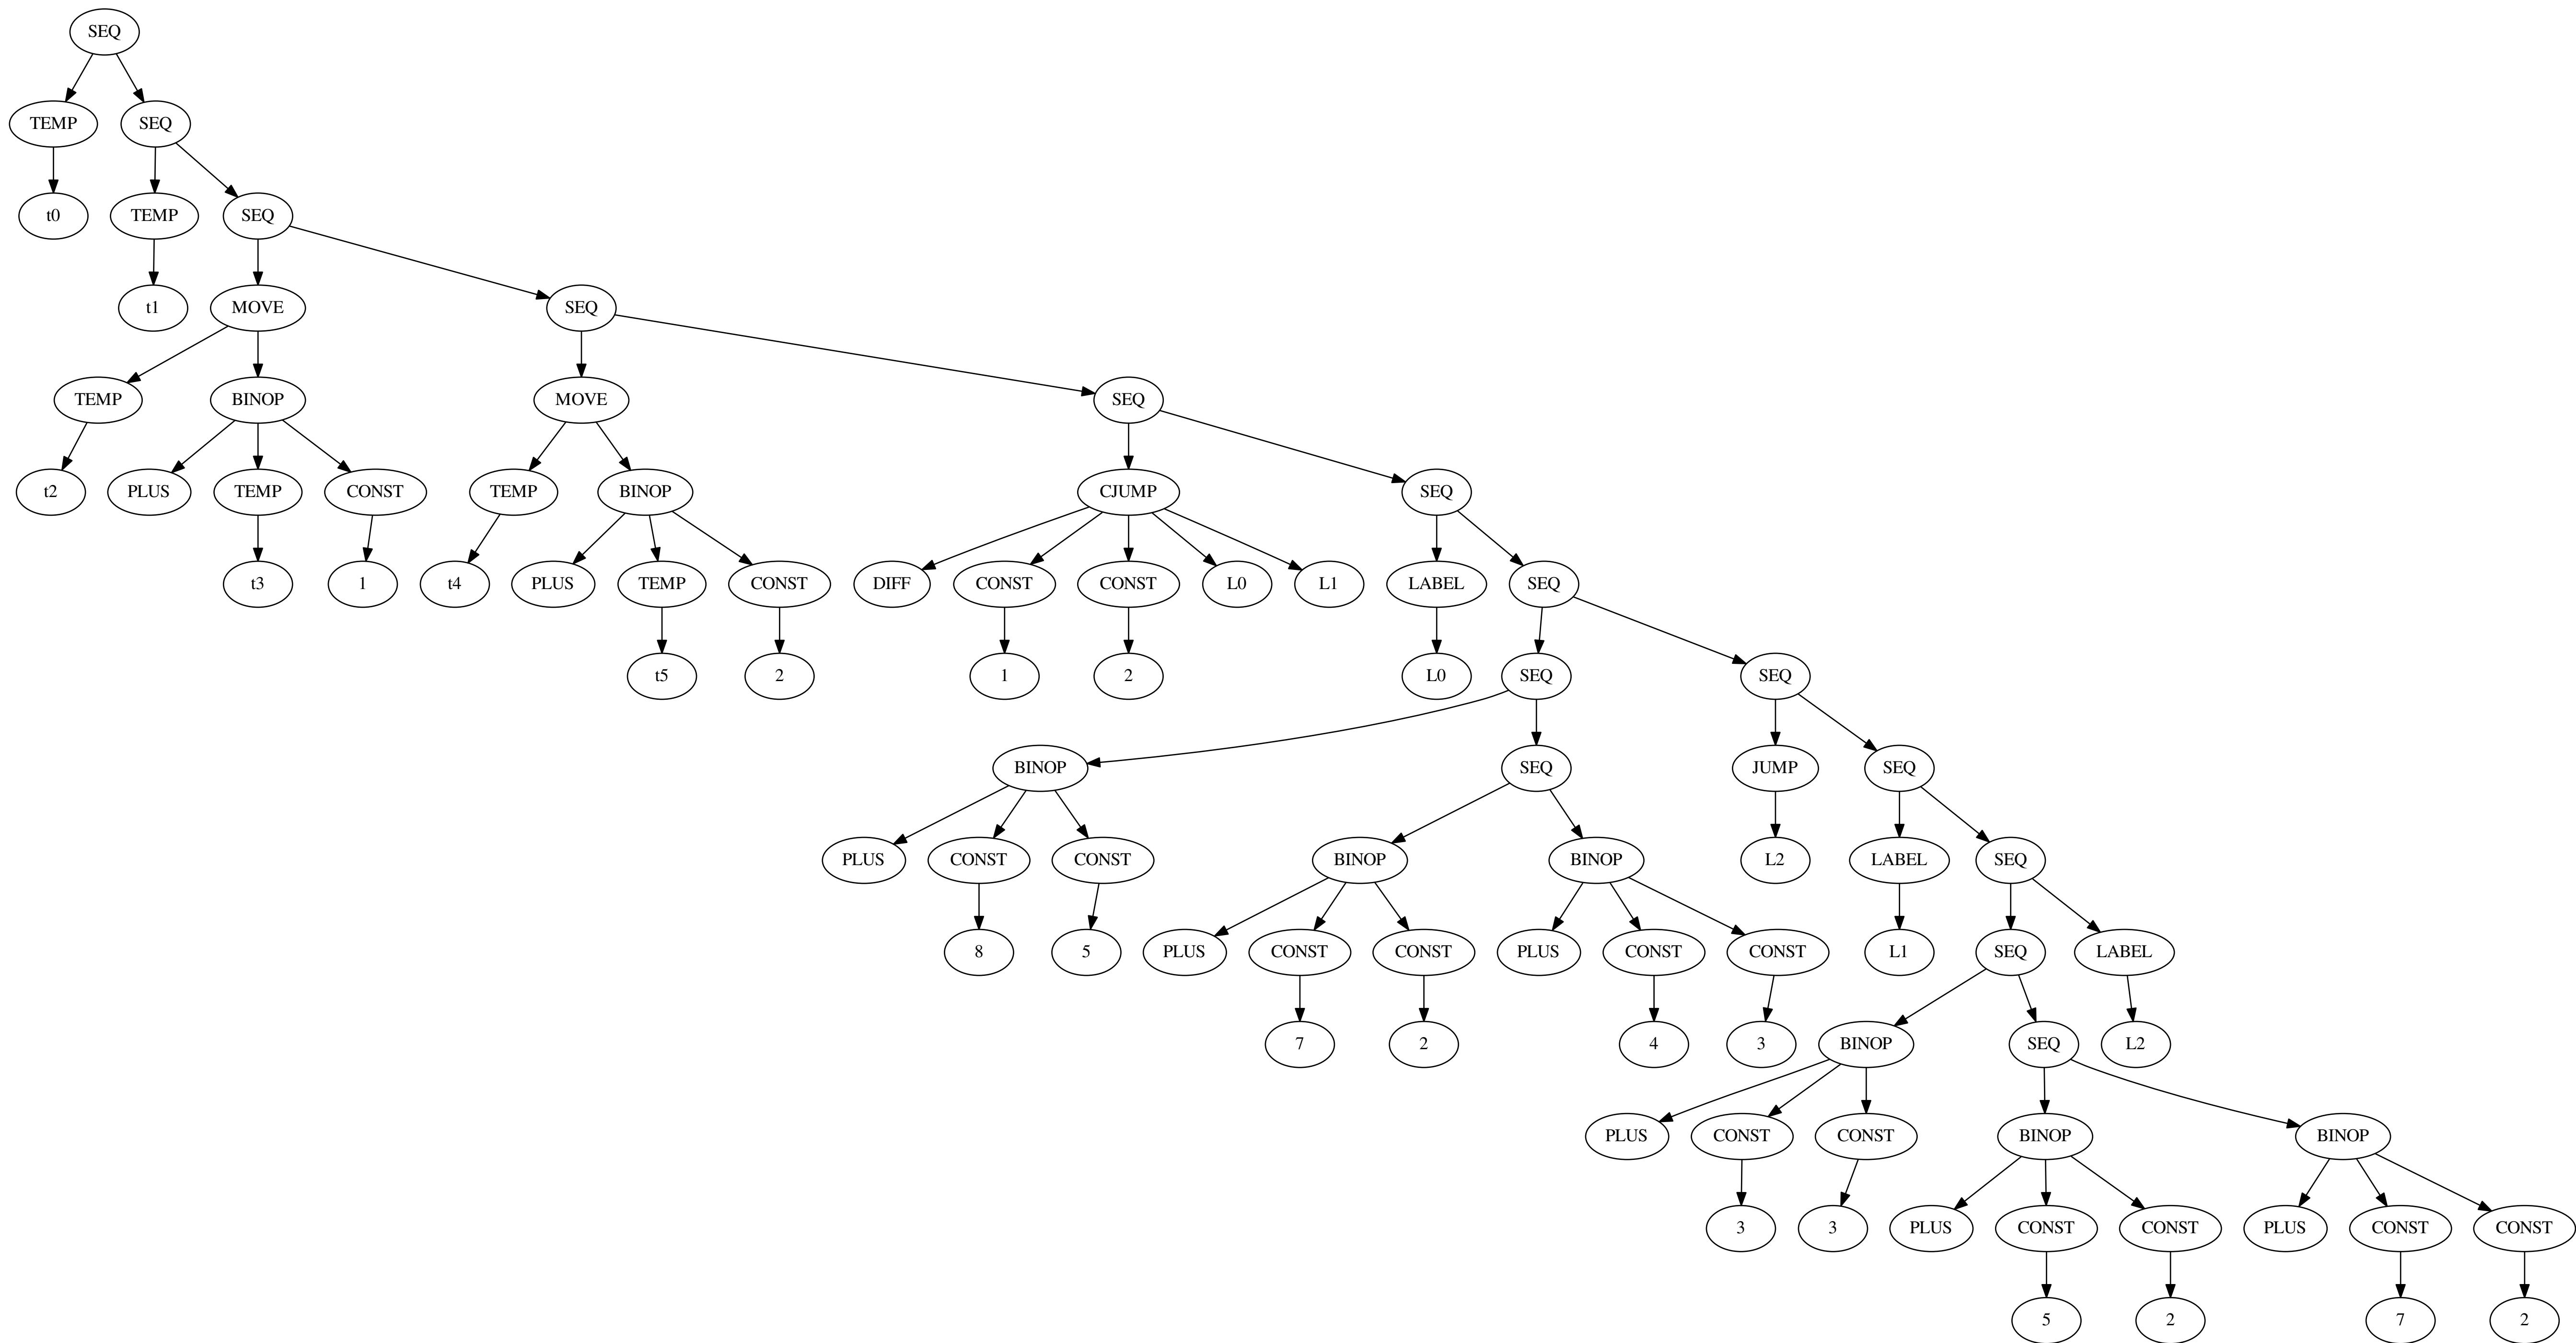 SEQ
TEMP SEQ
t0 TEMP SEQ
t1 MOVE SEQ
TEMP BINOP MOVE SEQ
t2 PLUS TEMP CONST TEMP BINOP CJUMP SEQ
t3 1 t4 PLUS TEMP CONST DIFF CONST CONST L0 L1 LABEL SEQ
t5 2 1 2 L0 SEQ SEQ
BINOP SEQ JUMP SEQ
PLUS CONST CONST BINOP BINOP L2 LABEL SEQ
8 5 PLUS CONST CONST PLUS CONST CONST L1 SEQ LABEL
7 2 4 3 BINOP SEQ L2
PLUS CONST CONST BINOP BINOP
3 3 PLUS CONST CONST PLUS CONST CONST
5 2 7 2